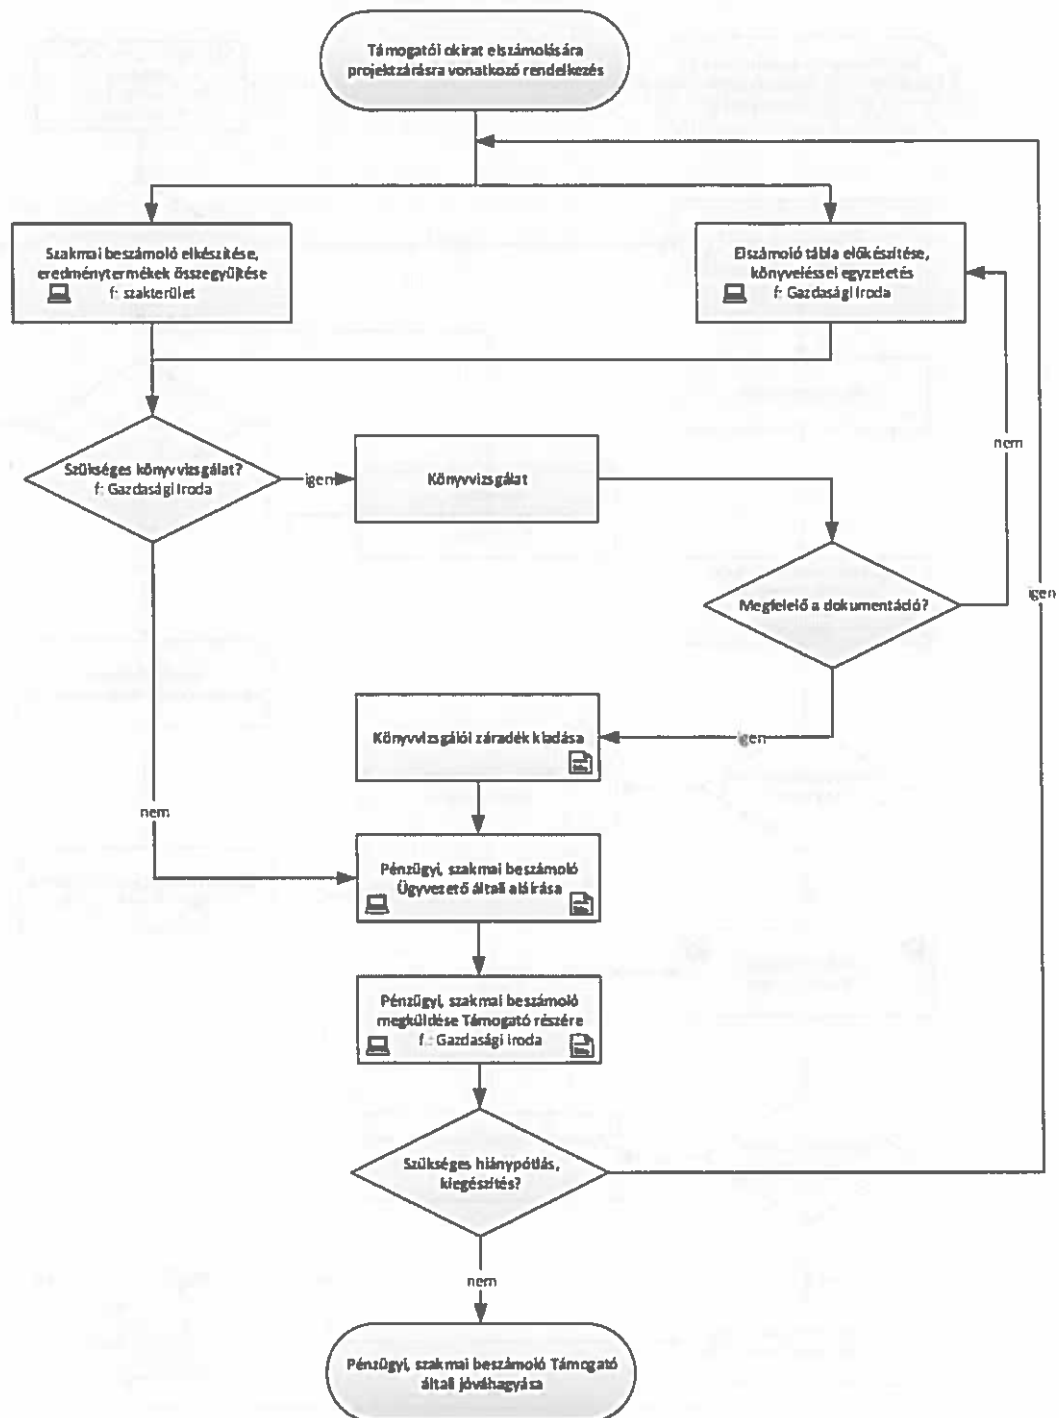 Támogatói okirat elszámolására
projektzárásra vonatkozó rendelkezés
Szakmai beszámoló elkészítése,
eredménytermékek összegyűjtése
f: szakterület
Elszámoló tábla előkészítése,
könyveléssel egyzetetés
f: Gazdasági Iroda
nem
Szükséges könyvvizsgálat?
f: Gazdasági Iroda
igen
Könyvvizsgálat
Megfelelő a dokumentáció?
igen
Könyvvizsgálói záradék kiadása
igen
nem
Pénzügyi, szakmai beszámoló
Ügyvezető általi aláírása
Pénzügyi, szakmai beszámoló
megküldése Támogató részére
f.: Gazdasági Iroda
Szükséges hiánypótlás,
kiegészítés?
nem
Pénzügyi, szakmai beszámoló Támogató
általi jóváhagyása